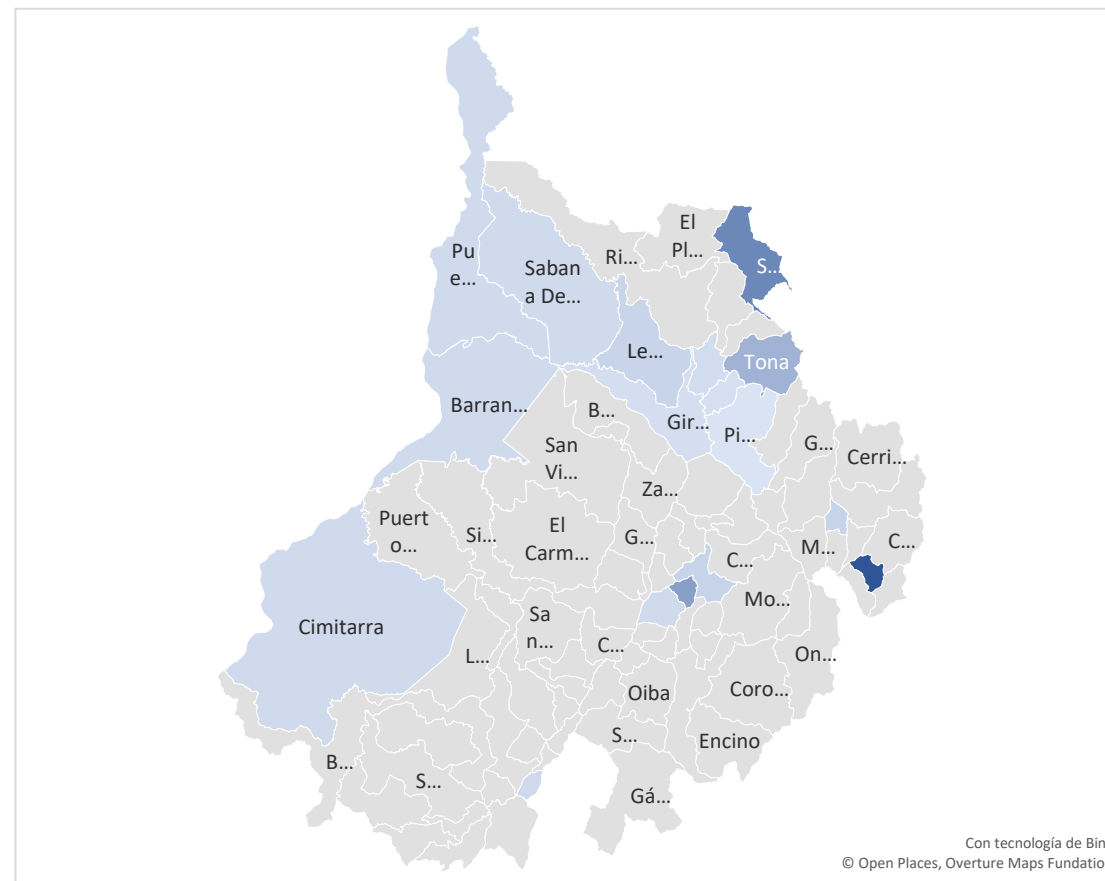 El
Pl...
Ri...
S...
Pu
e...
Saban
a De...
Le...
Tona
Barran...
B...
Gir...
Pi...
San
Vi...
G...
Cerri...
Za...
Puert
o...
Si...
El
Carm...
G...
M...
C...
C...
Mo...
Cimitarra
Sa
n...
C...
L...
On...
Oiba
Coro...
S...
Encino
B...
S...
Gá...
Con tecnología de Bin
© Open Places, Overture Maps Fundatio